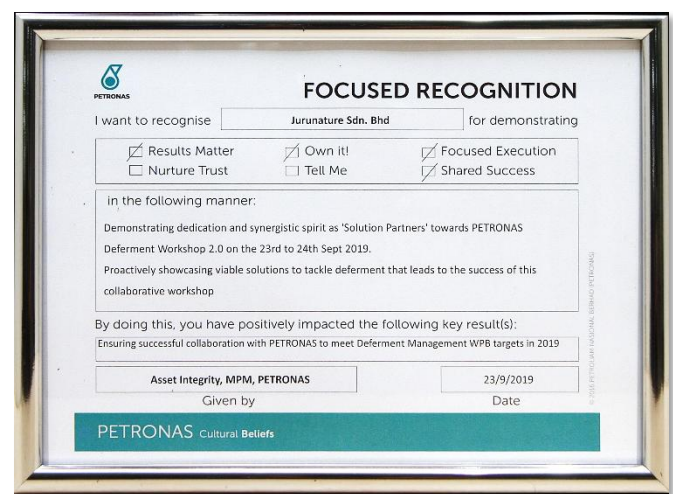 PETRONAS
FOCUSED RECOGNITION
I want to recognise Jurunature Sdn. Bhd for demonstrating
Results Matter Own it! Focused Execution
Nurture Trust Tell Me Shared Success
in the following manner:
Demonstrating dedication and synergistic spirit as 'Solution Partners' towards PETRONAS
Deferment Workshop 2.0 on the 23rd to 24th Sept 2019.
Proactively showcasing viable solutions to tackle deferment that leads to the success of this
collaborative workshop
By doing this, you have positively impacted the following key result(s):
Ensuring successful collaboration with PETRONAS to meet Deferment Management WPB targets in 2019
Asset Integrity, MPM, PETRONAS 23/9/2019
Given by Date
PETRONAS Cultural Beliefs
PETROLIAM NASIONAL BERHAD (PETRONAS)